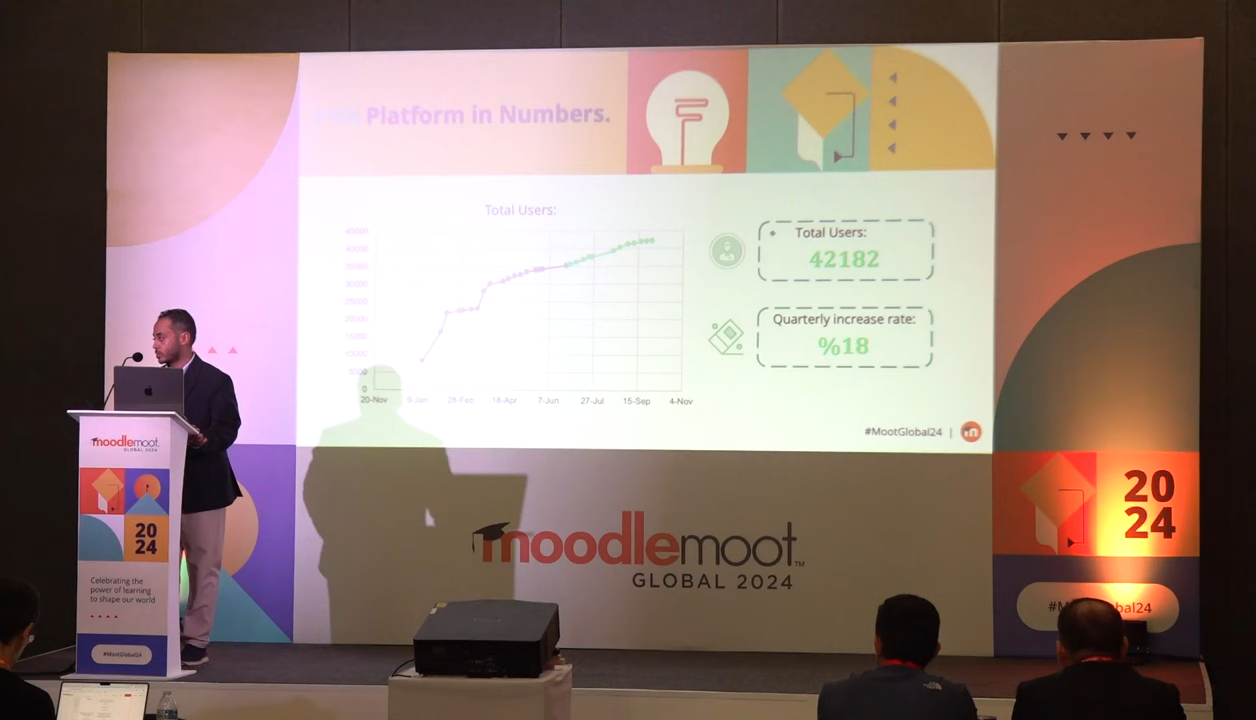 Platform in Numbers.
Total Users:
45000
40000
35000
30000
25000
20000
15000
10000
5000
0
20-Nov
9-Jan
28-Feb
18-Apr
7-Jun
27-Jul
15-Sep
4-Nov
Total Users:
42182
Quarterly increase rate:
%18
#MootGlobal24 |
moodlemoot
GLOBAL 2024
20
24
Celebrating the
power of learning
to shape our world
#MootGlobal24
moodlemoot™
GLOBAL 2024
20
24